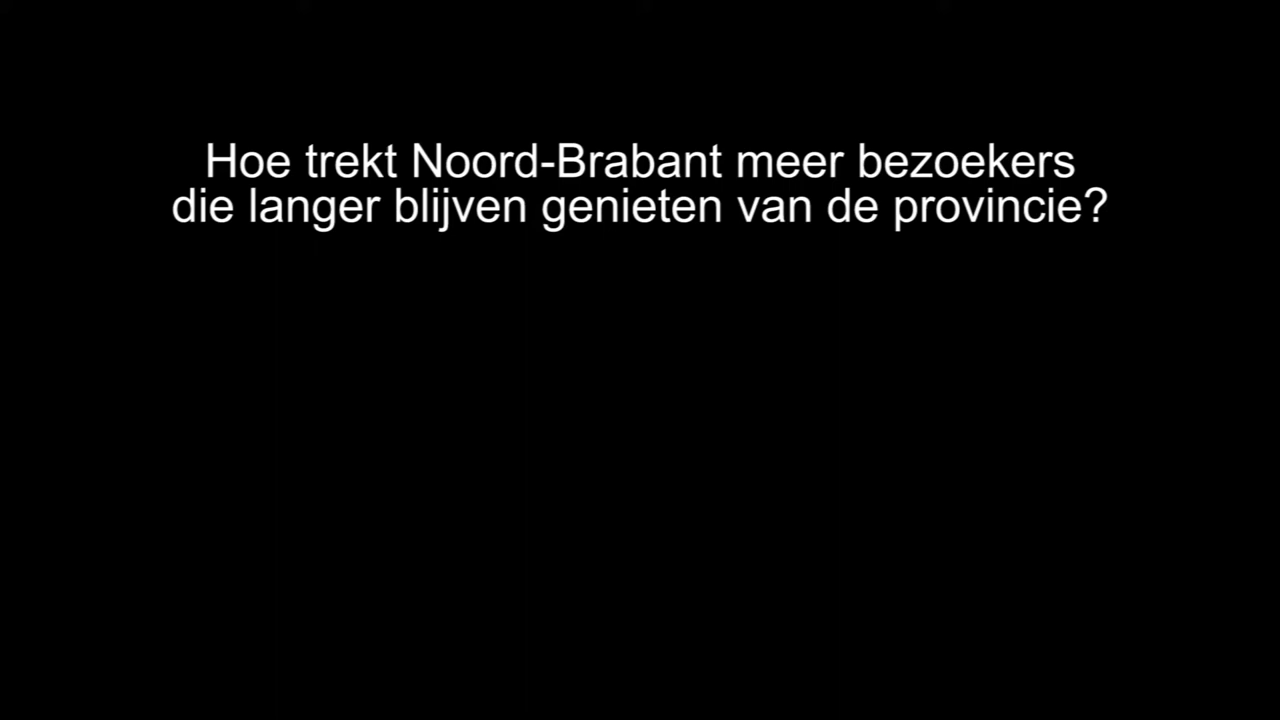 Hoe trekt Noord-Brabant meer bezoekers
die langer blijven genieten van de provincie?